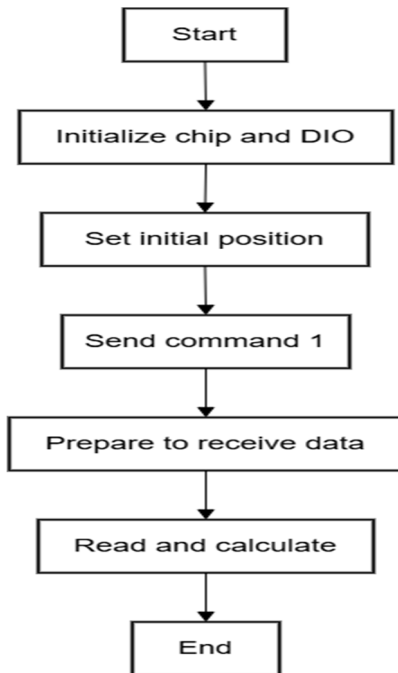 Start
Initialize chip and DIO
Set initial position
Send command 1
Prepare to receive data
Read and calculate
End